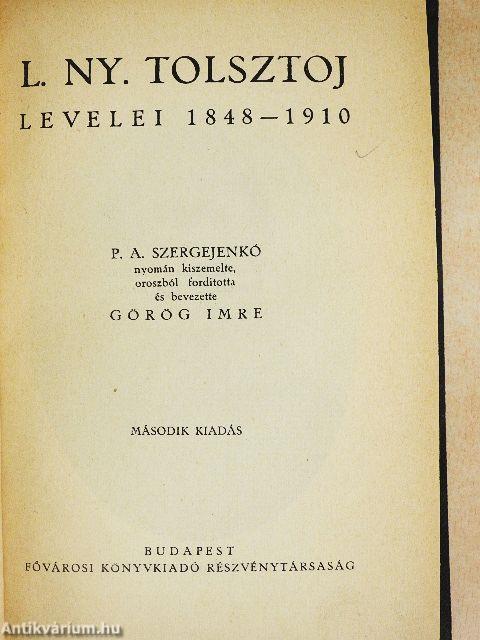 L. NY. TOLSZTOJ
LEVELEI 1848–1910
P. A. SZERGEJENKÓ
nyomán kiszemelte,
oroszból fordította
és bevezette
GÖRÖG IMRE
MÁSODIK KIADÁS
BUDAPEST
FŐVÁROSI KÖNYVKIADÓ RÉSZVÉNYTÁRSASÁG
Antikvárium.hu